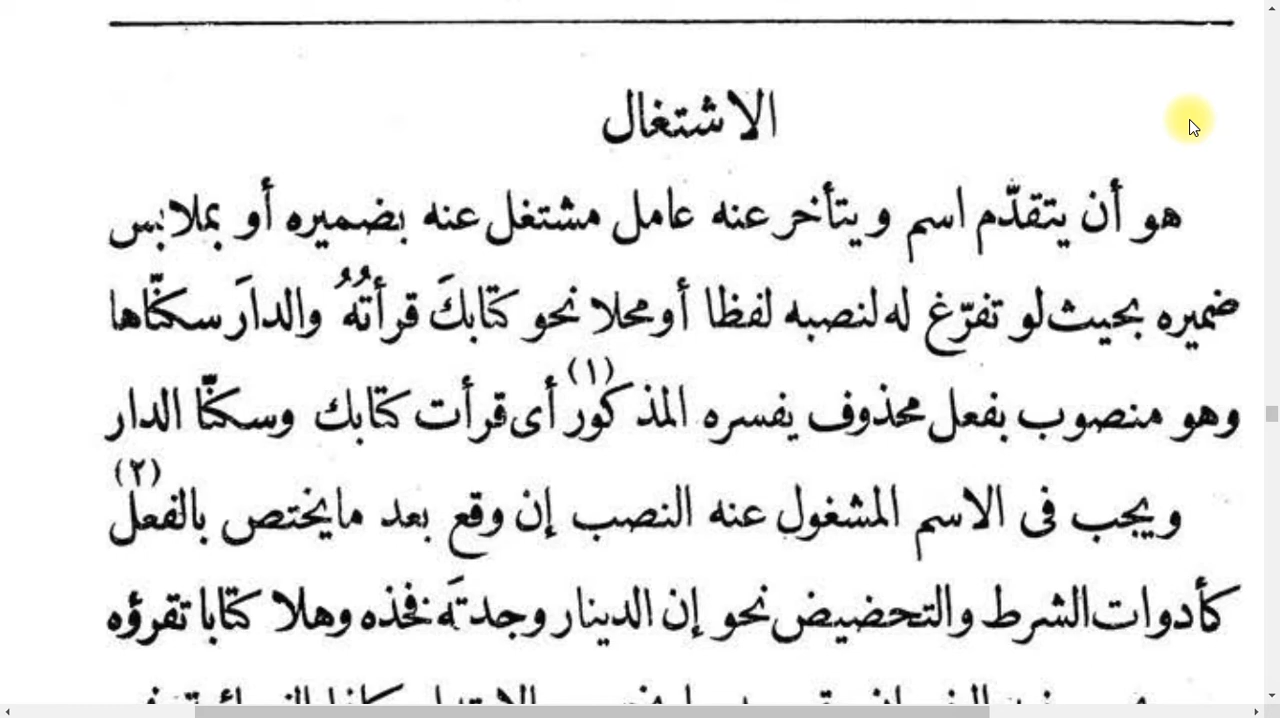 الاشتغال
هو أن يتقدّم اسم ويتأخر عنه عامل مشتغل عنه بضميره أو بملابس
ضميره بحيث لو تفرّغ له لنصبه لفظا أو محلا نحو كتابكَ قرأتُهُ والدارَ سكنّاها
وهو منصوب بفعل محذوف يفسره المذكور (١) أى قرأت كتابك وسكنّا الدار
ويجب فى الاسم المشغول عنه النصب إن وقع بعد ما يختص بالفعل (٢)
كأدوات الشرط والتحضيض نحو إن الدينار وجدتَه فخذه وهلا كتابا تقرؤه